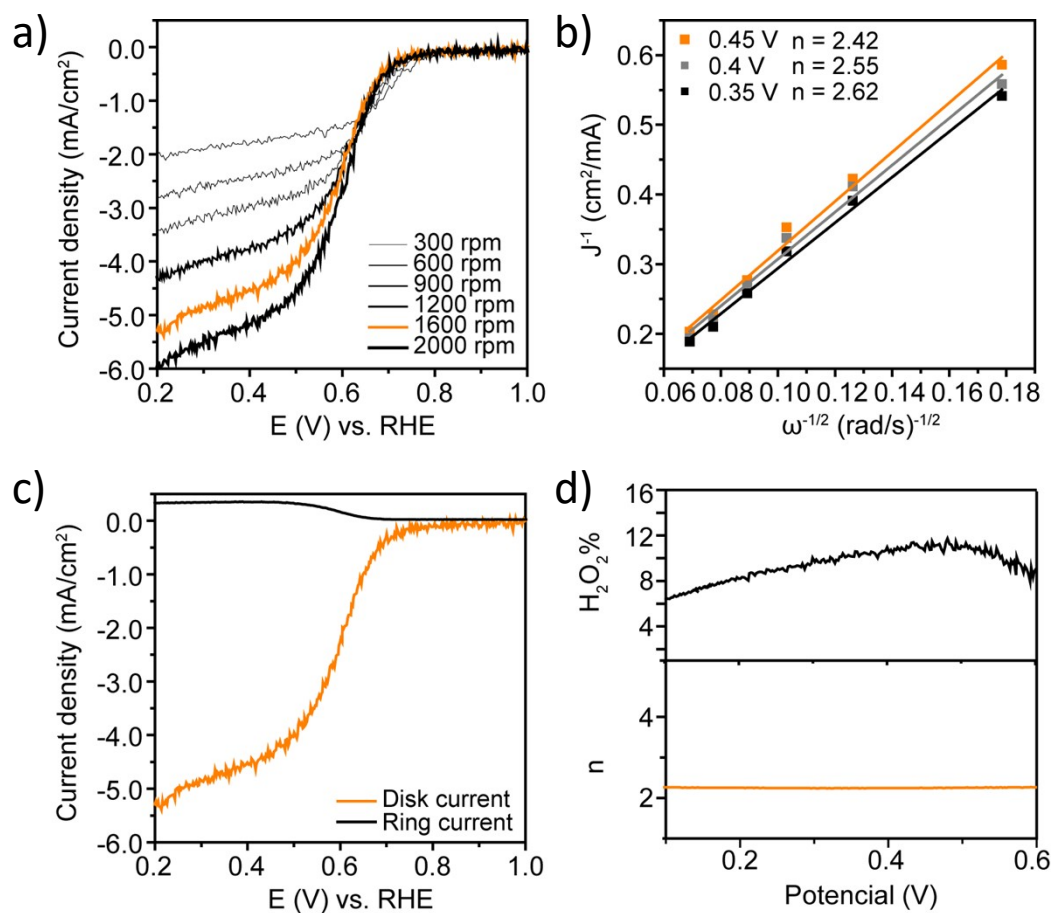 a)
Current density (mA/cm²)
0.0
-1.0
-2.0
-3.0
-4.0
-5.0
-6.0
300 rpm
600 rpm
900 rpm
1200 rpm
1600 rpm
2000 rpm
0.2 0.4 0.6 0.8 1.0
E (V) vs. RHE
b)
J⁻¹ (cm²/mA)
0.6
0.5
0.4
0.3
0.2
0.45 V n = 2.42
0.4 V n = 2.55
0.35 V n = 2.62
0.06 0.08 0.10 0.12 0.14 0.16 0.18
ω⁻¹/² (rad/s)⁻¹/²
c)
Current density (mA/cm²)
0.0
-1.0
-2.0
-3.0
-4.0
-5.0
-6.0
Disk current
Ring current
0.2 0.4 0.6 0.8 1.0
E (V) vs. RHE
d)
H₂O₂%
16
12
8
4
n
4
2
0.2 0.4 0.6
Potencial (V)